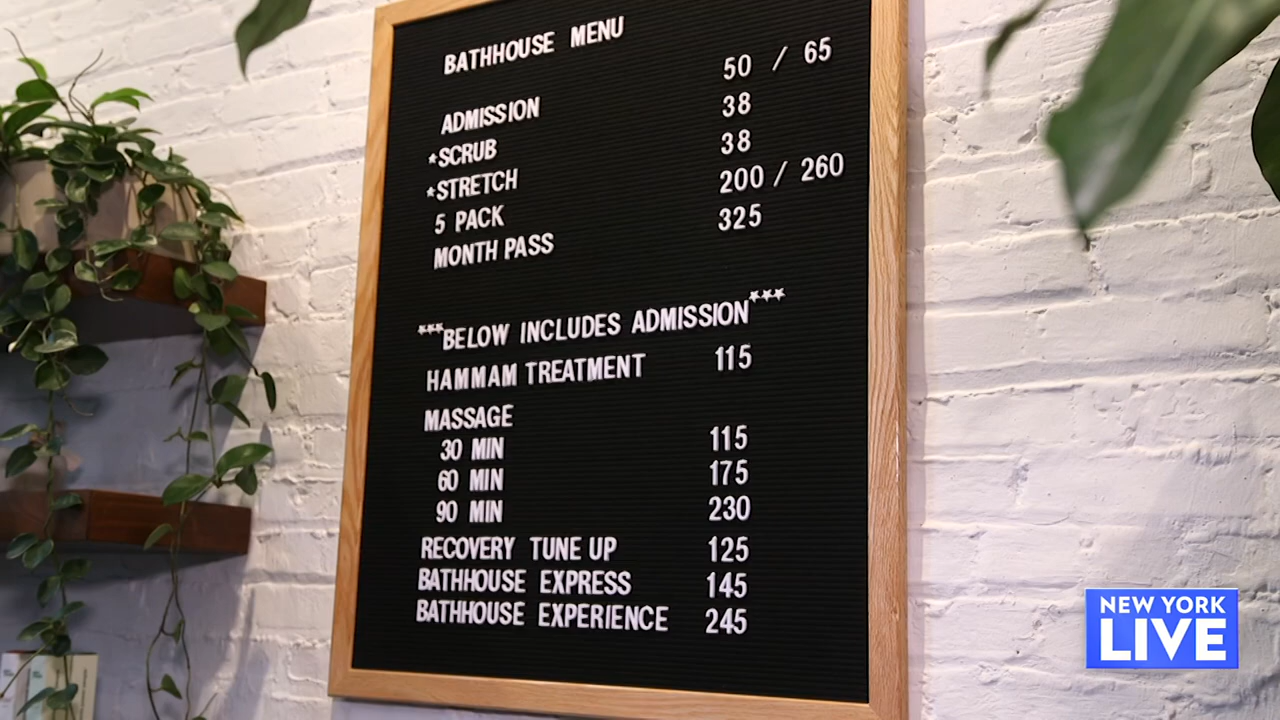 BATHHOUSE MENU
ADMISSION 50 / 65
*SCRUB 38
*STRETCH 38
5 PACK 200 / 260
MONTH PASS 325
***BELOW INCLUDES ADMISSION***
HAMMAM TREATMENT 115
MASSAGE
30 MIN 115
60 MIN 175
90 MIN 230
RECOVERY TUNE UP 125
BATHHOUSE EXPRESS 145
BATHHOUSE EXPERIENCE 245
NEW YORK
LIVE